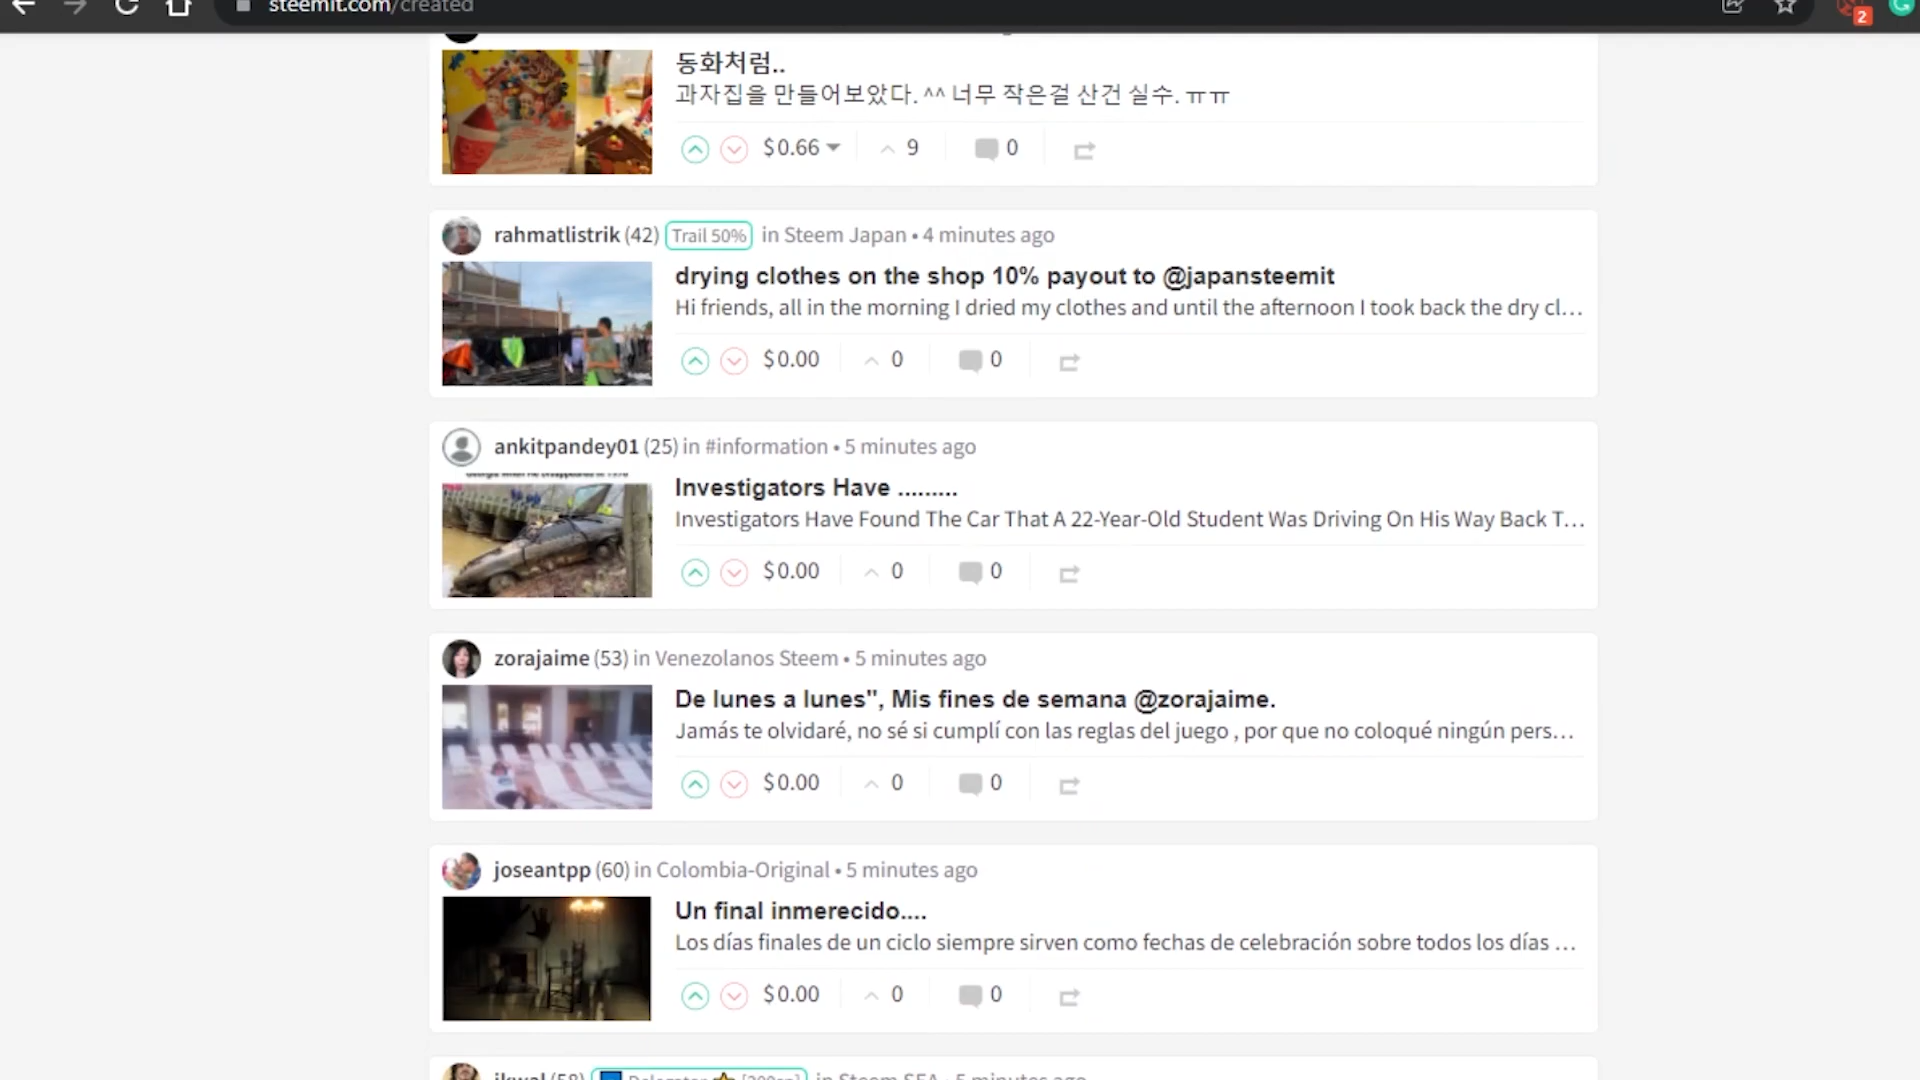 steemit.com/created
2
동화처럼..
과자집을 만들어보았다. ^^ 너무 작은걸 산건 실수. ㅠㅠ
$0.66 9 0
rahmatlistrik (42) Trail 50% in Steem Japan • 4 minutes ago
drying clothes on the shop 10% payout to @japansteemit
Hi friends, all in the morning I dried my clothes and until the afternoon I took back the dry cl...
$0.00 0 0
ankitpandey01 (25) in #information • 5 minutes ago
Investigators Have .........
Investigators Have Found The Car That A 22-Year-Old Student Was Driving On His Way Back T...
$0.00 0 0
zorajaime (53) in Venezolanos Steem • 5 minutes ago
De lunes a lunes", Mis fines de semana @zorajaime.
Jamás te olvidaré, no sé si cumplí con las reglas del juego , por que no coloqué ningún pers...
$0.00 0 0
joseantpp (60) in Colombia-Original • 5 minutes ago
Un final inmerecido....
Los días finales de un ciclo siempre sirven como fechas de celebración sobre todos los días ...
$0.00 0 0
in Steem SEA • 5 minutes ago